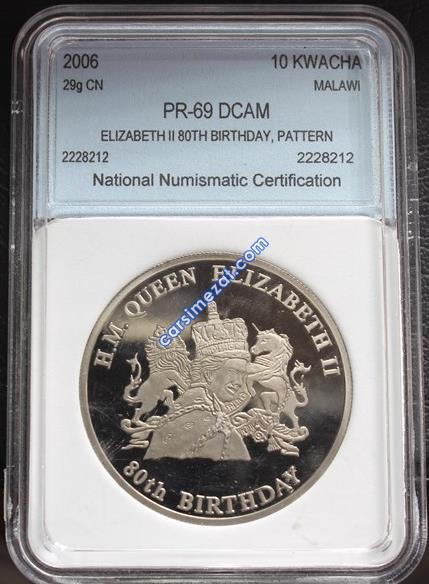 2006 10 KWACHA
29g CN MALAWI
PR-69 DCAM
ELIZABETH II 80TH BIRTHDAY, PATTERN
2228212 2228212
National Numismatic Certification
carsimezat.com
H.M. QUEEN ELIZABETH II
80th BIRTHDAY